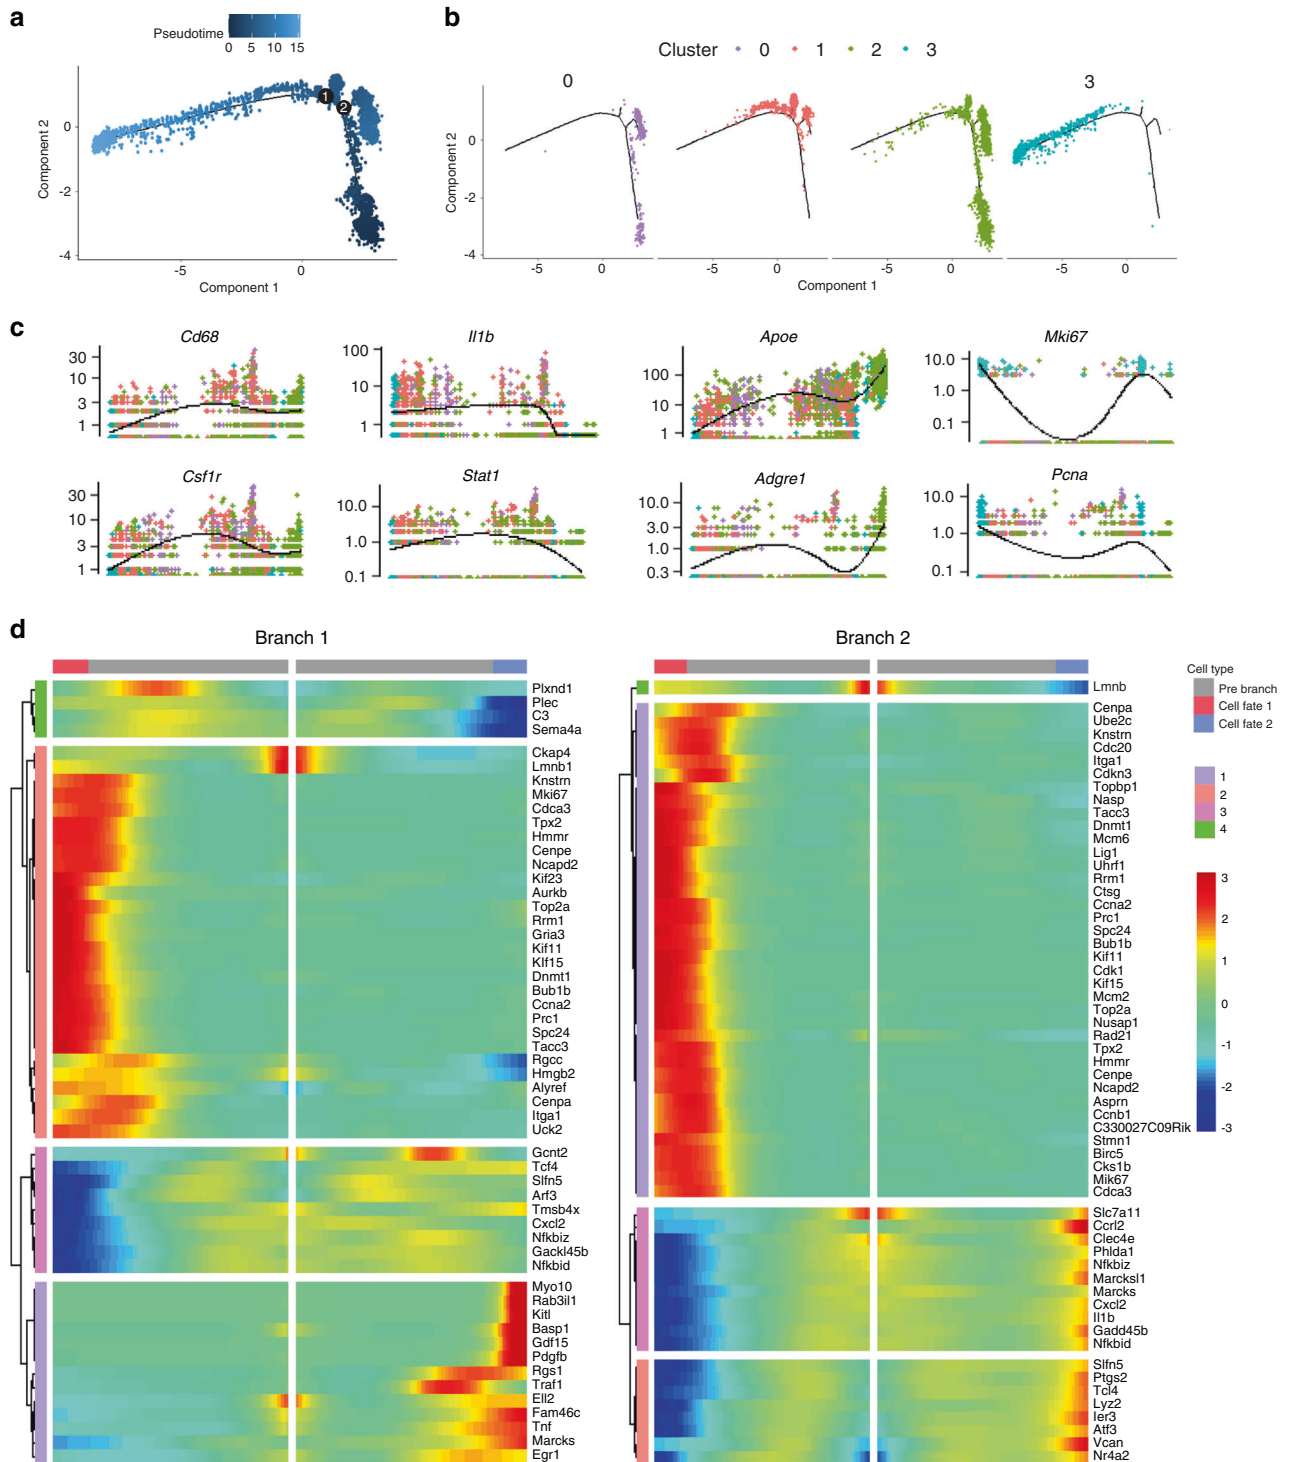 a
Pseudotime
0 5 10 15
Component 2
0
-2
-4
1
2
-5 0
Component 1
b
Cluster 0 1 2 3
0
3
Component 2
0
-2
-4
-5 0 -5 0 -5 0 -5 0
Component 1
c
Cd68
30
10
3
1
Il1b
100
10
1
Apoe
100
10
1
Mki67
10.0
1.0
0.1
Csf1r
30
10
3
1
Stat1
10.0
1.0
0.1
Adgre1
10.0
3.0
1.0
0.3
Pcna
10.0
1.0
0.1
d
Branch 1
Plxnd1
Plec
C3
Sema4a
Ckap4
Lmnb1
Knstrn
Mki67
Cdca3
Tpx2
Hmmr
Cenpe
Ncapd2
Kif23
Aurkb
Top2a
Rrm1
Gria3
Kif11
Klf15
Dnmt1
Bub1b
Ccna2
Prc1
Spc24
Tacc3
Rgcc
Hmgb2
Alyref
Cenpa
Itga1
Uck2
Gcnt2
Tcf4
Slfn5
Arf3
Tmsb4x
Cxcl2
Nfkbiz
Gackl45b
Nfkbid
Myo10
Rab3il1
Kitl
Basp1
Gdf15
Pdgfb
Rgs1
Traf1
Ell2
Fam46c
Tnf
Marcks
Egr1
Branch 2
Lmnb
Cenpa
Ube2c
Knstrn
Cdc20
Itga1
Cdkn3
Topbp1
Nasp
Tacc3
Dnmt1
Mcm6
Lig1
Uhrf1
Rrm1
Ctsg
Ccna2
Prc1
Spc24
Bub1b
Kif11
Cdk1
Kif15
Mcm2
Top2a
Nusap1
Rad21
Tpx2
Hmmr
Cenpe
Ncapd2
Asprn
Ccnb1
C330027C09Rik
Stmn1
Birc5
Cks1b
Mik67
Cdca3
Slc7a11
Ccrl2
Clec4e
Phlda1
Nfkbiz
Marcksl1
Marcks
Cxcl2
Il1b
Gadd45b
Nfkbid
Slfn5
Ptgs2
Tcl4
Lyz2
Ier3
Atf3
Vcan
Nr4a2
Cell type
Pre branch
Cell fate 1
Cell fate 2
1
2
3
4
3
2
1
0
-1
-2
-3